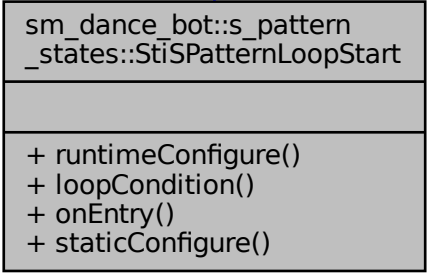 sm_dance_bot::s_pattern
_states::StiSPatternLoopStart
+ runtimeConfigure()
+ loopCondition()
+ onEntry()
+ staticConfigure()